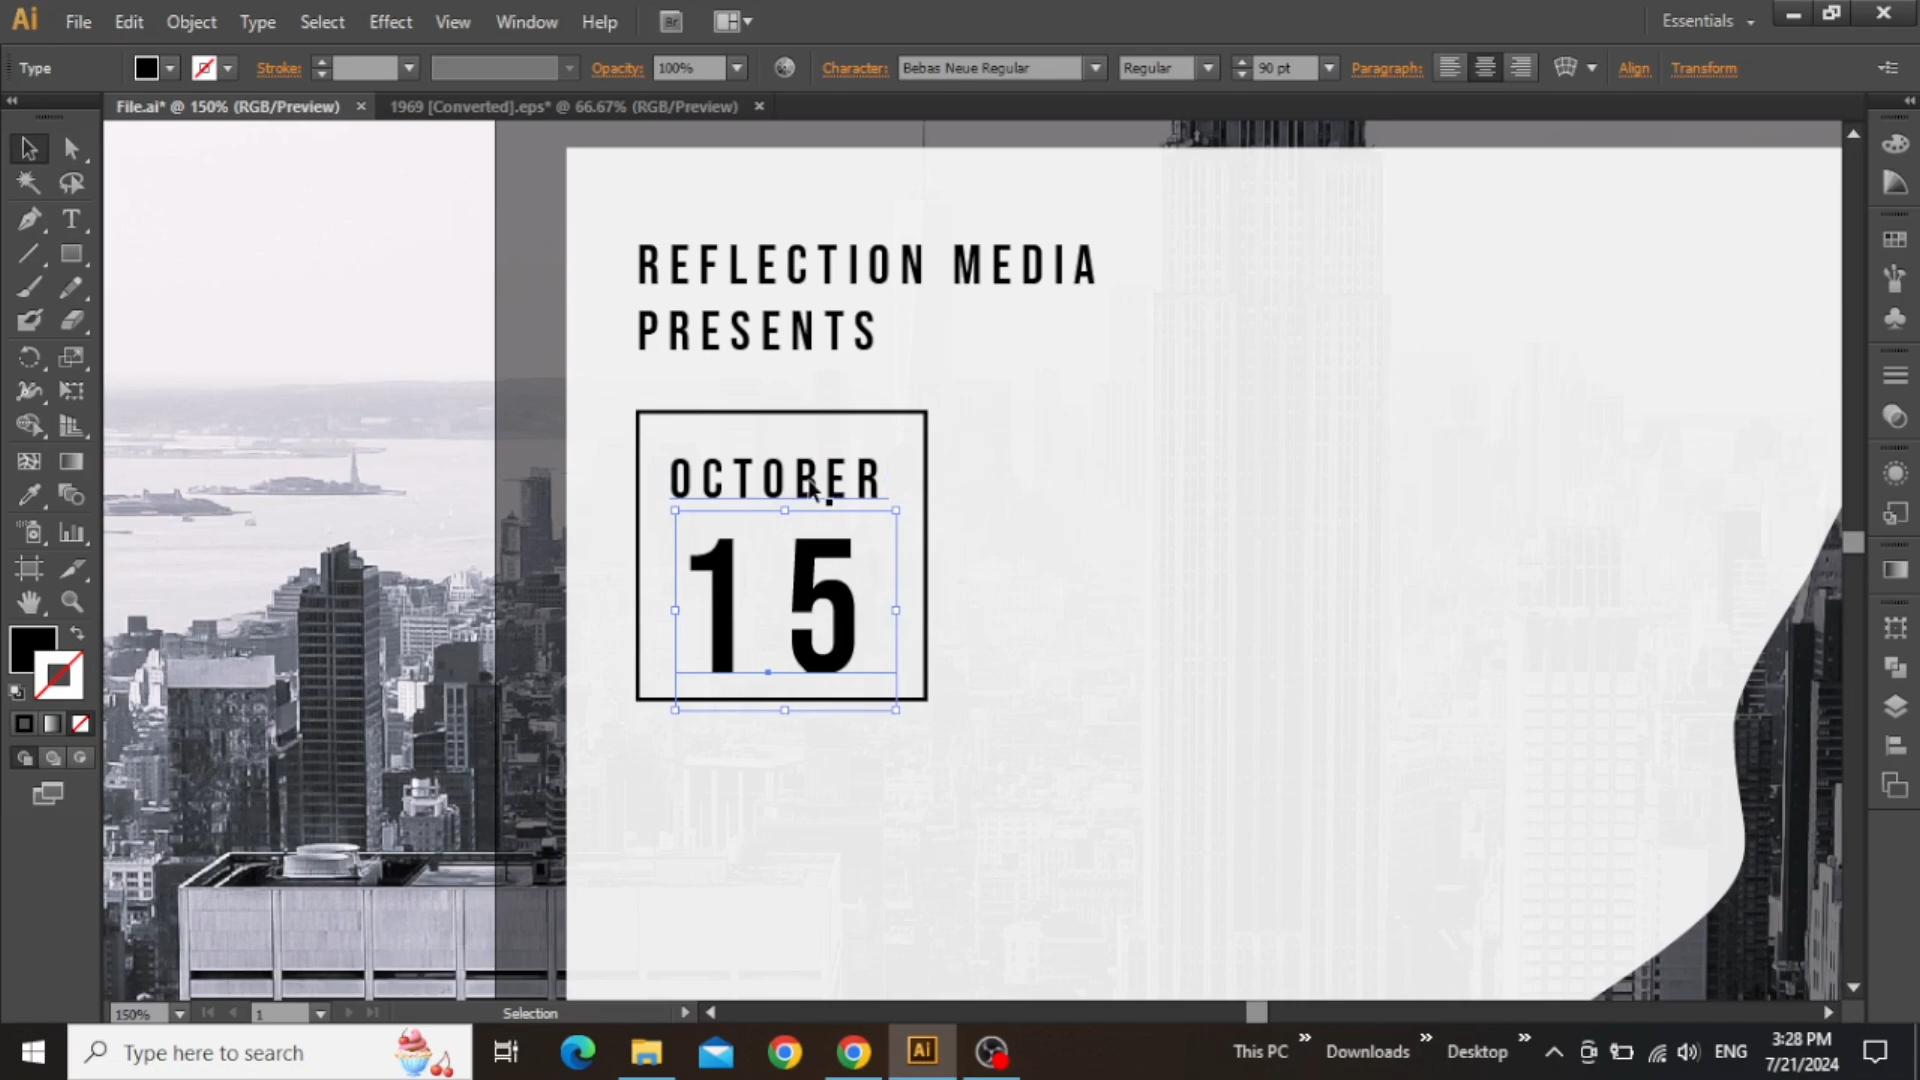 Ai File Edit Object Type Select Effect View Window Help Br Essentials
Type Stroke: Opacity: 100% Character: Bebas Neue Regular Regular 90 pt Paragraph: Align Transform
File.ai* @ 150% (RGB/Preview) × 1969 [Converted].eps* @ 66.67% (RGB/Preview) ×
REFLECTION MEDIA
PRESENTS
OCTOBER
15
150% 1 Selection
Type here to search Ai This PC Downloads Desktop ENG 3:28 PM
7/21/2024